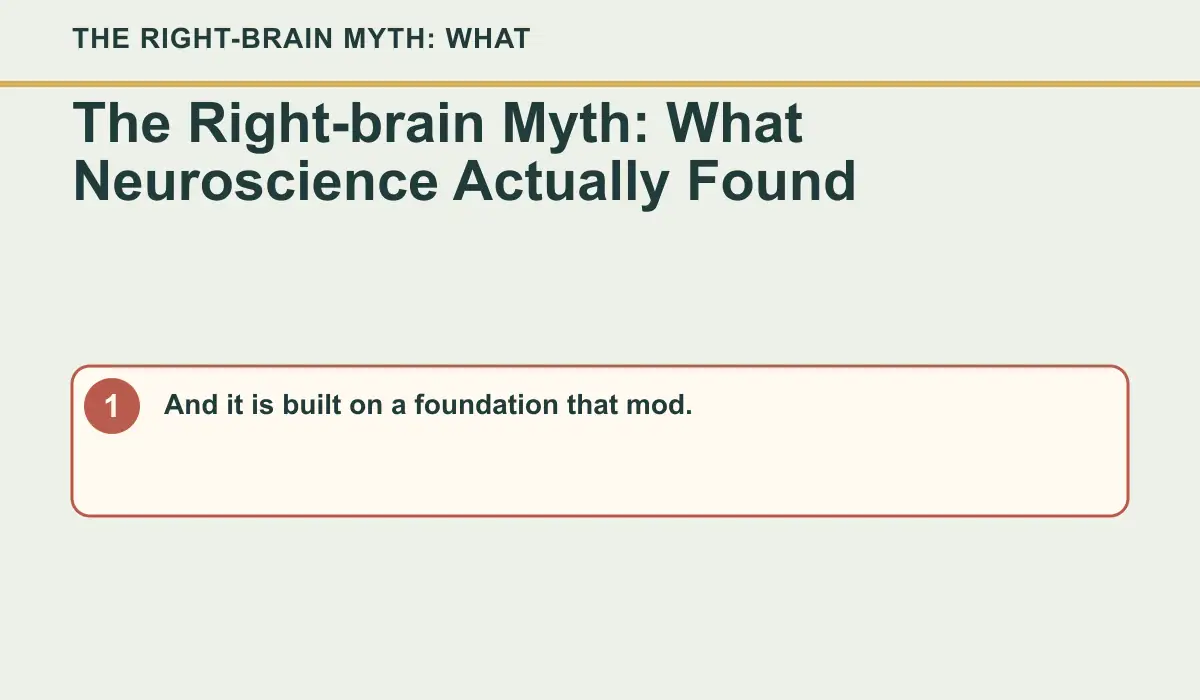 THE RIGHT-BRAIN MYTH: WHAT
The Right-brain Myth: What
Neuroscience Actually Found
1
And it is built on a foundation that mod.